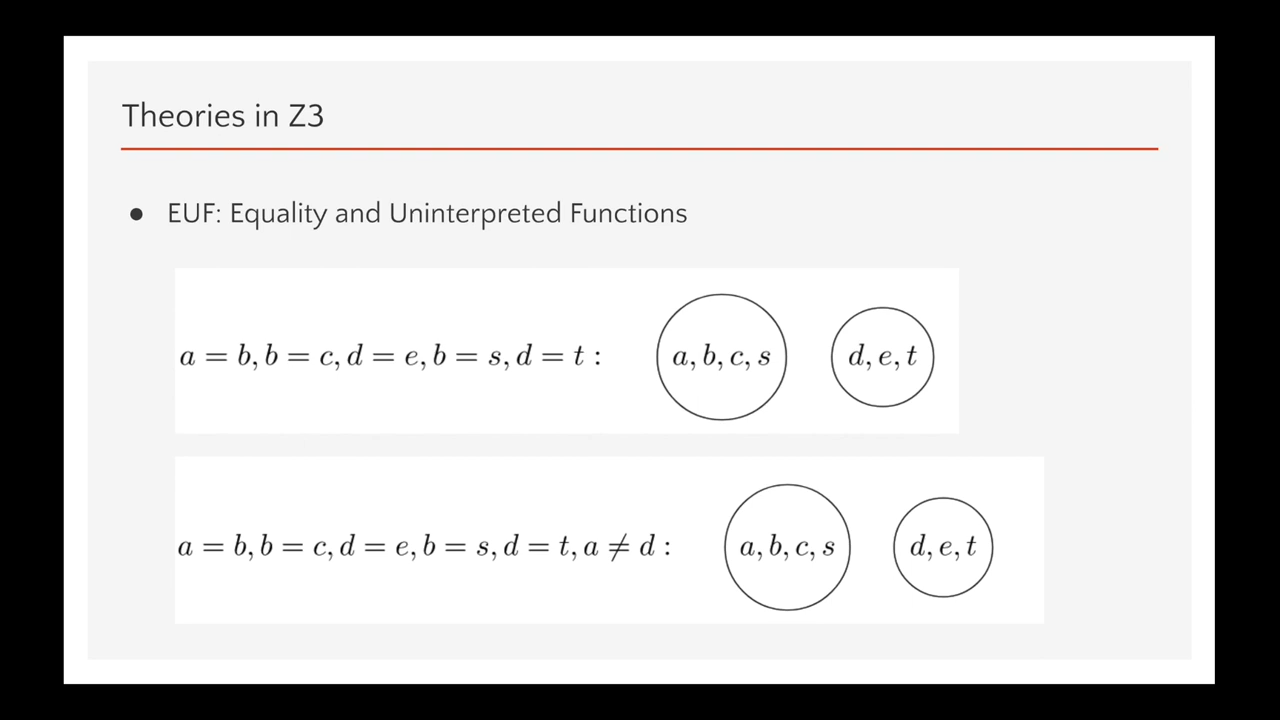 Theories in Z3
● EUF: Equality and Uninterpreted Functions
a = b, b = c, d = e, b = s, d = t : a, b, c, s d, e, t
a = b, b = c, d = e, b = s, d = t, a ≠ d : a, b, c, s d, e, t